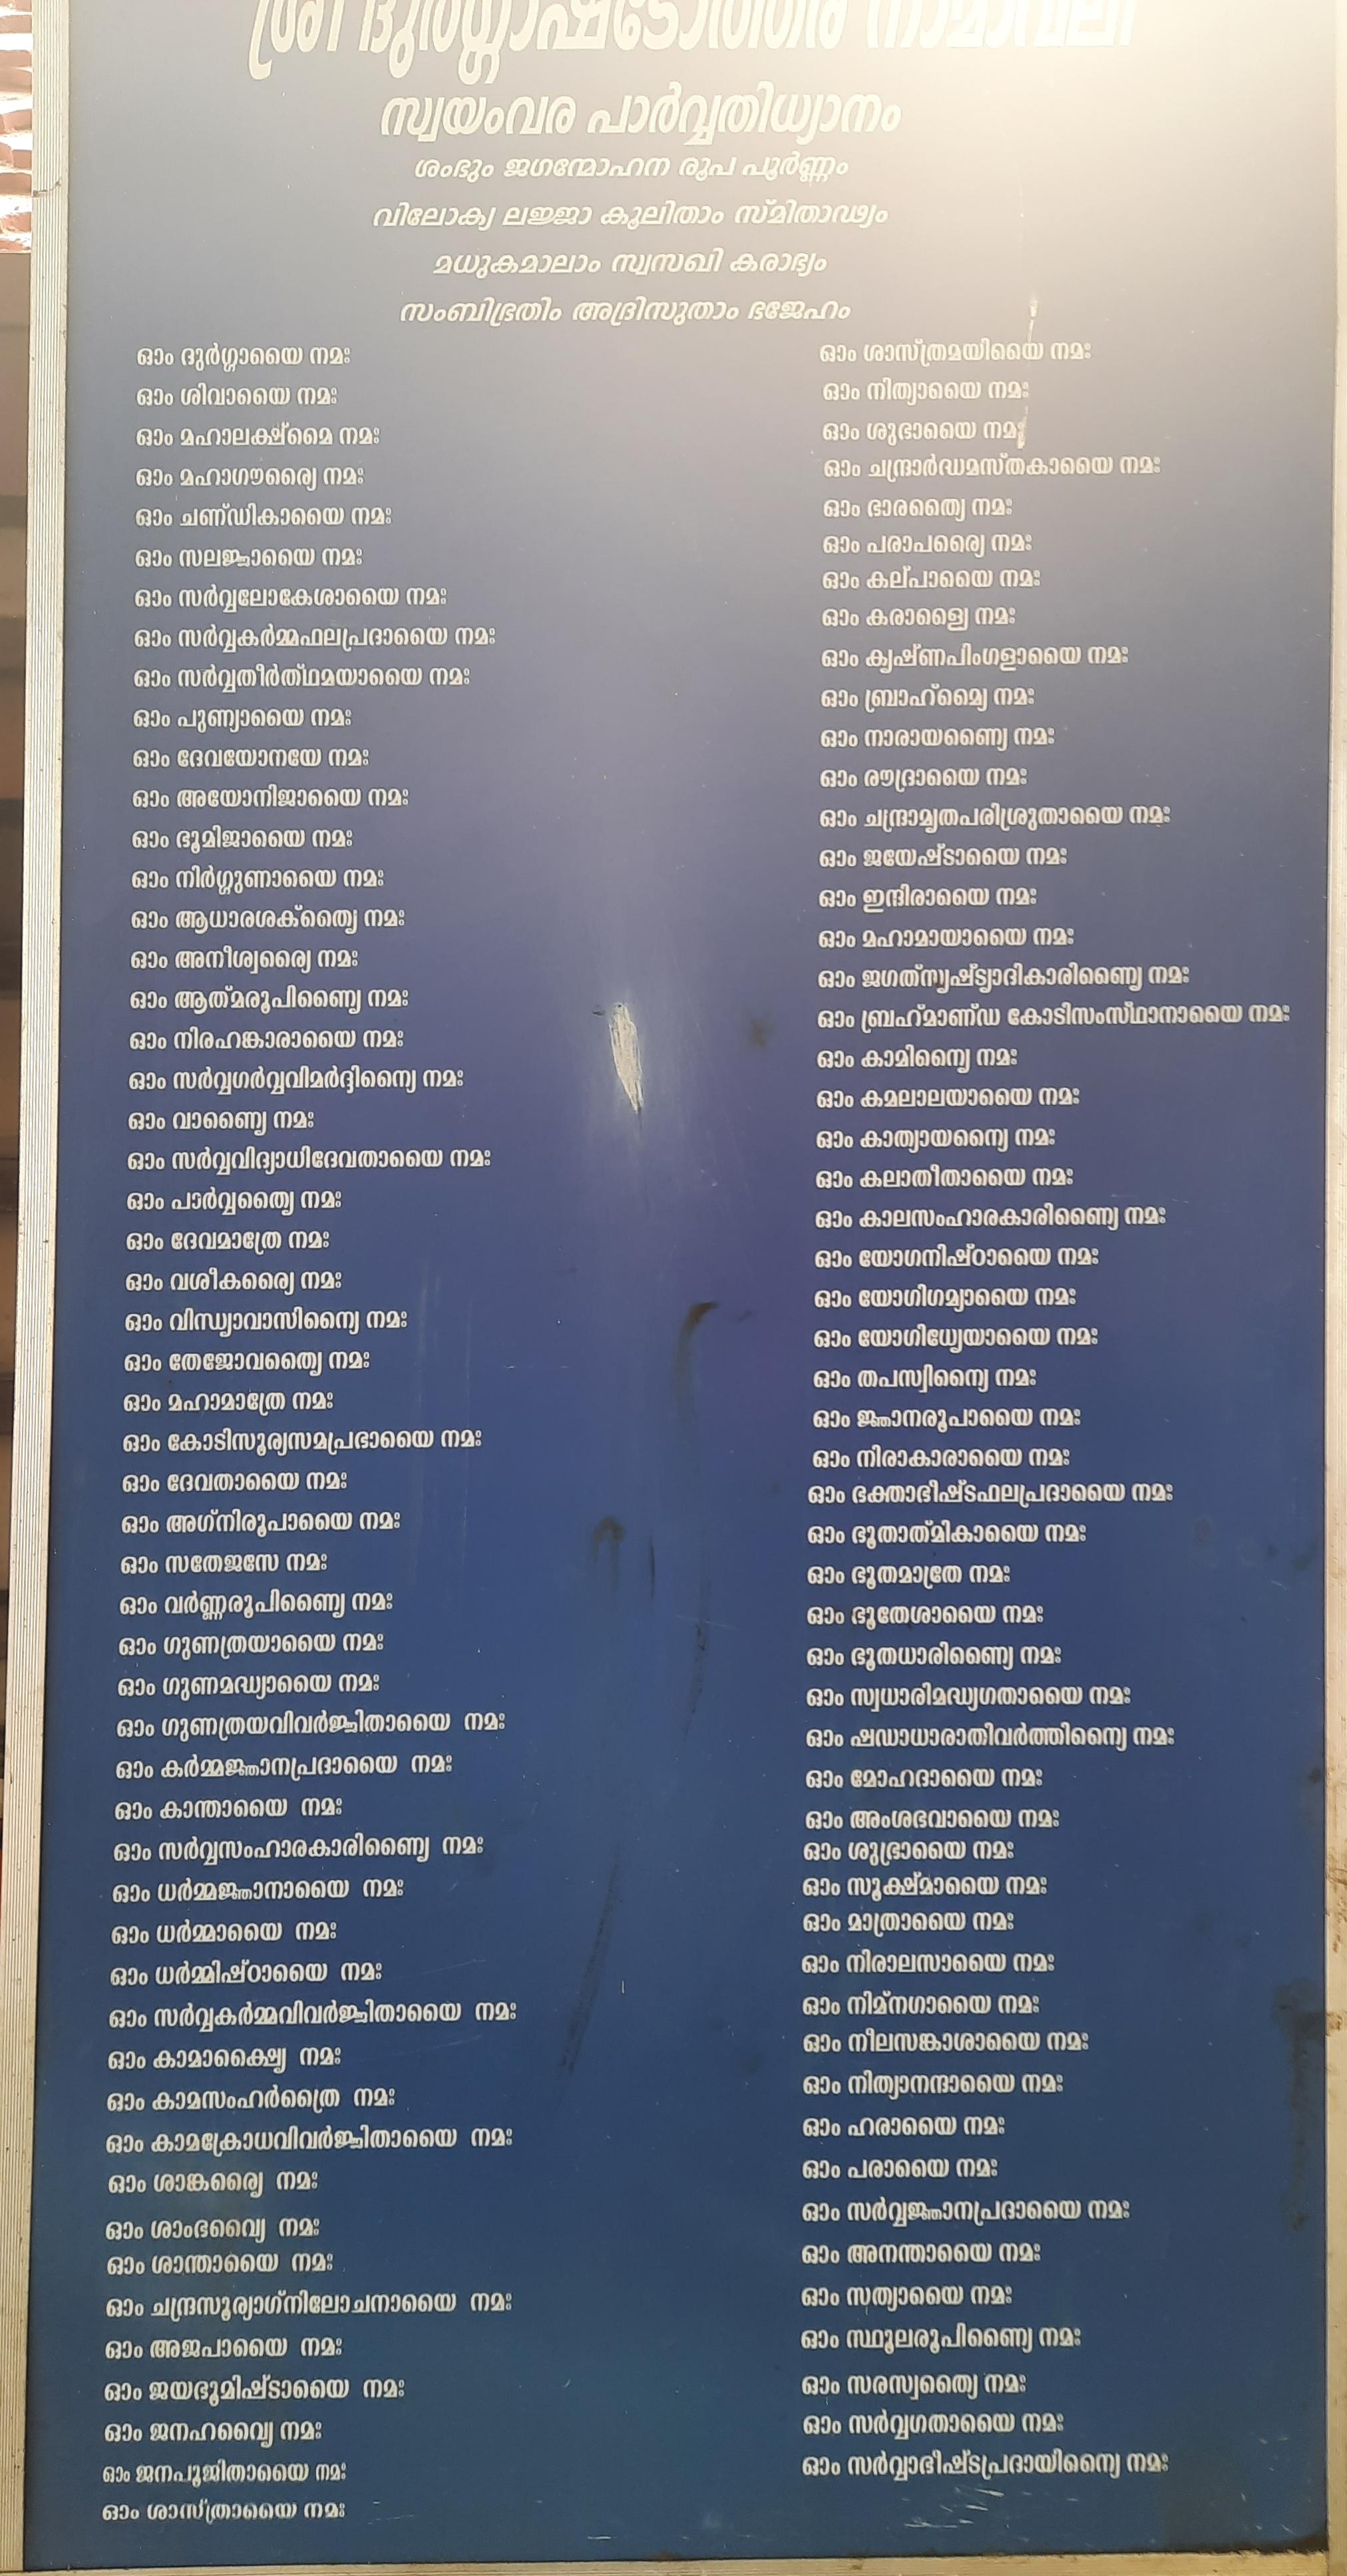 ശ്രീ ദുർഗ്ഗാഷ്ടോത്തര നാമാവലി
സ്വയംവര പാർവ്വതിധ്യാനം
ശംഭും ജഗന്മോഹന രൂപ പൂർണ്ണം
വിലോക്യ ലജ്ജാ കുലിതാം സ്മിതാഢ്യം
മധുകമാലാം സ്വസഖി കരാഭ്യം
സംബിഭ്രതിം അദ്രിസുതാം ഭജേഹം
ഓം ദുർഗ്ഗായൈ നമഃ
ഓം ശിവായൈ നമഃ
ഓം മഹാലക്ഷ്മൈ നമഃ
ഓം മഹാഗൗര്യൈ നമഃ
ഓം ചണ്ഡികായൈ നമഃ
ഓം സലജ്ഞായൈ നമഃ
ഓം സർവ്വലോകേശായൈ നമഃ
ഓം സർവ്വകർമ്മഫലപ്രദായൈ നമഃ
ഓം സർവ്വതീർത്ഥമയായൈ നമഃ
ഓം പുണ്യായൈ നമഃ
ഓം ദേവയോനയേ നമഃ
ഓം അയോനിജായൈ നമഃ
ഓം ഭൂമിജായൈ നമഃ
ഓം നിർഗ്ഗുണായൈ നമഃ
ഓം ആധാരശക്ത്യൈ നമഃ
ഓം അനീശ്വര്യൈ നമഃ
ഓം ആത്മരൂപിണ്യൈ നമഃ
ഓം നിരഹങ്കാരായൈ നമഃ
ഓം സർവ്വഗർവ്വവിമർദ്ദിന്യൈ നമഃ
ഓം വാണ്യൈ നമഃ
ഓം സർവ്വവിദ്യാധിദേവതായൈ നമഃ
ഓം പാർവ്വത്യൈ നമഃ
ഓം ദേവമാത്രേ നമഃ
ഓം വശീകര്യൈ നമഃ
ഓം വിന്ധ്യാവാസിന്യൈ നമഃ
ഓം തേജോവത്യൈ നമഃ
ഓം മഹാമാത്രേ നമഃ
ഓം കോടിസൂര്യസമപ്രഭായൈ നമഃ
ഓം ദേവതായൈ നമഃ
ഓം അഗ്നിരൂപായൈ നമഃ
ഓം സതേജസേ നമഃ
ഓം വർണ്ണരൂപിണ്യൈ നമഃ
ഓം ഗുണത്രയായൈ നമഃ
ഓം ഗുണമദ്ധ്യായൈ നമഃ
ഓം ഗുണത്രയവിവർജ്ജിതായൈ നമഃ
ഓം കർമ്മജ്ഞാനപ്രദായൈ നമഃ
ഓം കാന്തായൈ നമഃ
ഓം സർവ്വസംഹാരകാരിണ്യൈ നമഃ
ഓം ധർമ്മജ്ഞാനായൈ നമഃ
ഓം ധർമ്മായൈ നമഃ
ഓം ധർമ്മിഷ്ഠായൈ നമഃ
ഓം സർവ്വകർമ്മവിവർജ്ജിതായൈ നമഃ
ഓം കാമാക്ഷ്യൈ നമഃ
ഓം കാമസംഹർത്രൈ നമഃ
ഓം കാമക്രോധവിവർജ്ജിതായൈ നമഃ
ഓം ശാങ്കര്യൈ നമഃ
ഓം ശാംഭവ്യൈ നമഃ
ഓം ശാന്തായൈ നമഃ
ഓം ചന്ദ്രസൂര്യാഗ്നിലോചനായൈ നമഃ
ഓം അജപായൈ നമഃ
ഓം ജയഭൂമിഷ്ടായൈ നമഃ
ഓം ജനഹവ്യൈ നമഃ
ഓം ജനപൂജിതായൈ നമഃ
ഓം ശാസ്ത്രായൈ നമഃ
ഓം ശാസ്ത്രമയിയൈ നമഃ
ഓം നിത്യായൈ നമഃ
ഓം ശുഭായൈ നമഃ
ഓം ചന്ദ്രാർദ്ധമസ്തകായൈ നമഃ
ഓം ഭാരത്യൈ നമഃ
ഓം പരാപര്യൈ നമഃ
ഓം കല്പായൈ നമഃ
ഓം കരാള്യൈ നമഃ
ഓം കൃഷ്ണപിംഗളായൈ നമഃ
ഓം ബ്രാഹ്മ്യൈ നമഃ
ഓം നാരായണ്യൈ നമഃ
ഓം രൗദ്രായൈ നമഃ
ഓം ചന്ദ്രാമൃതപരിശ്രുതായൈ നമഃ
ഓം ജയേഷ്ടായൈ നമഃ
ഓം ഇന്ദിരായൈ നമഃ
ഓം മഹാമായായൈ നമഃ
ഓം ജഗത്സൃഷ്ട്യാദികാരിണ്യൈ നമഃ
ഓം ബ്രഹ്മാണ്ഡ കോടിസംസ്ഥാനായൈ നമഃ
ഓം കാമിന്യൈ നമഃ
ഓം കമലാലയായൈ നമഃ
ഓം കാത്യായന്യൈ നമഃ
ഓം കലാതീതായൈ നമഃ
ഓം കാലസംഹാരകാരിണ്യൈ നമഃ
ഓം യോഗനിഷ്ഠായൈ നമഃ
ഓം യോഗിഗമ്യായൈ നമഃ
ഓം യോഗിധ്യേയായൈ നമഃ
ഓം തപസ്വിന്യൈ നമഃ
ഓം ജ്ഞാനരൂപായൈ നമഃ
ഓം നിരാകാരായൈ നമഃ
ഓം ഭക്താഭീഷ്ടഫലപ്രദായൈ നമഃ
ഓം ഭൂതാത്മികായൈ നമഃ
ഓം ഭൂതമാത്രേ നമഃ
ഓം ഭൂതേശായൈ നമഃ
ഓം ഭൂതധാരിണ്യൈ നമഃ
ഓം സ്വധാരിമദ്ധ്യഗതായൈ നമഃ
ഓം ഷഡാധാരാതിവർത്തിന്യൈ നമഃ
ഓം മോഹദായൈ നമഃ
ഓം അംശഭവായൈ നമഃ
ഓം ശുഭ്രായൈ നമഃ
ഓം സൂക്ഷ്മായൈ നമഃ
ഓം മാത്രായൈ നമഃ
ഓം നിരാലസായൈ നമഃ
ഓം നിമ്നഗായൈ നമഃ
ഓം നീലസങ്കാശായൈ നമഃ
ഓം നിത്യാനന്ദായൈ നമഃ
ഓം ഹരായൈ നമഃ
ഓം പരായൈ നമഃ
ഓം സർവ്വജ്ഞാനപ്രദായൈ നമഃ
ഓം അനന്തായൈ നമഃ
ഓം സത്യായൈ നമഃ
ഓം സ്ഥൂലരൂപിണ്യൈ നമഃ
ഓം സരസ്വത്യൈ നമഃ
ഓം സർവ്വഗതായൈ നമഃ
ഓം സർവ്വാഭീഷ്ടപ്രദായിന്യൈ നമഃ